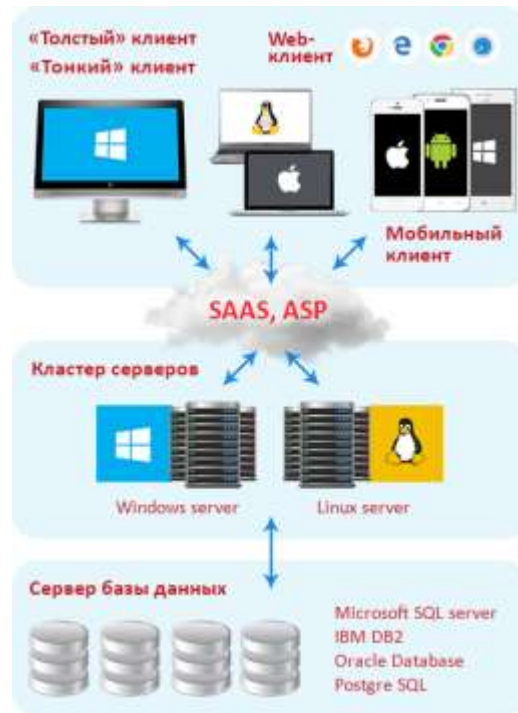 «Толстый» клиент
«Тонкий» клиент
Web-
клиент
Мобильный
клиент
SAAS, ASP
Кластер серверов
Windows server
Linux server
Сервер базы данных
Microsoft SQL server
IBM DB2
Oracle Database
Postgre SQL